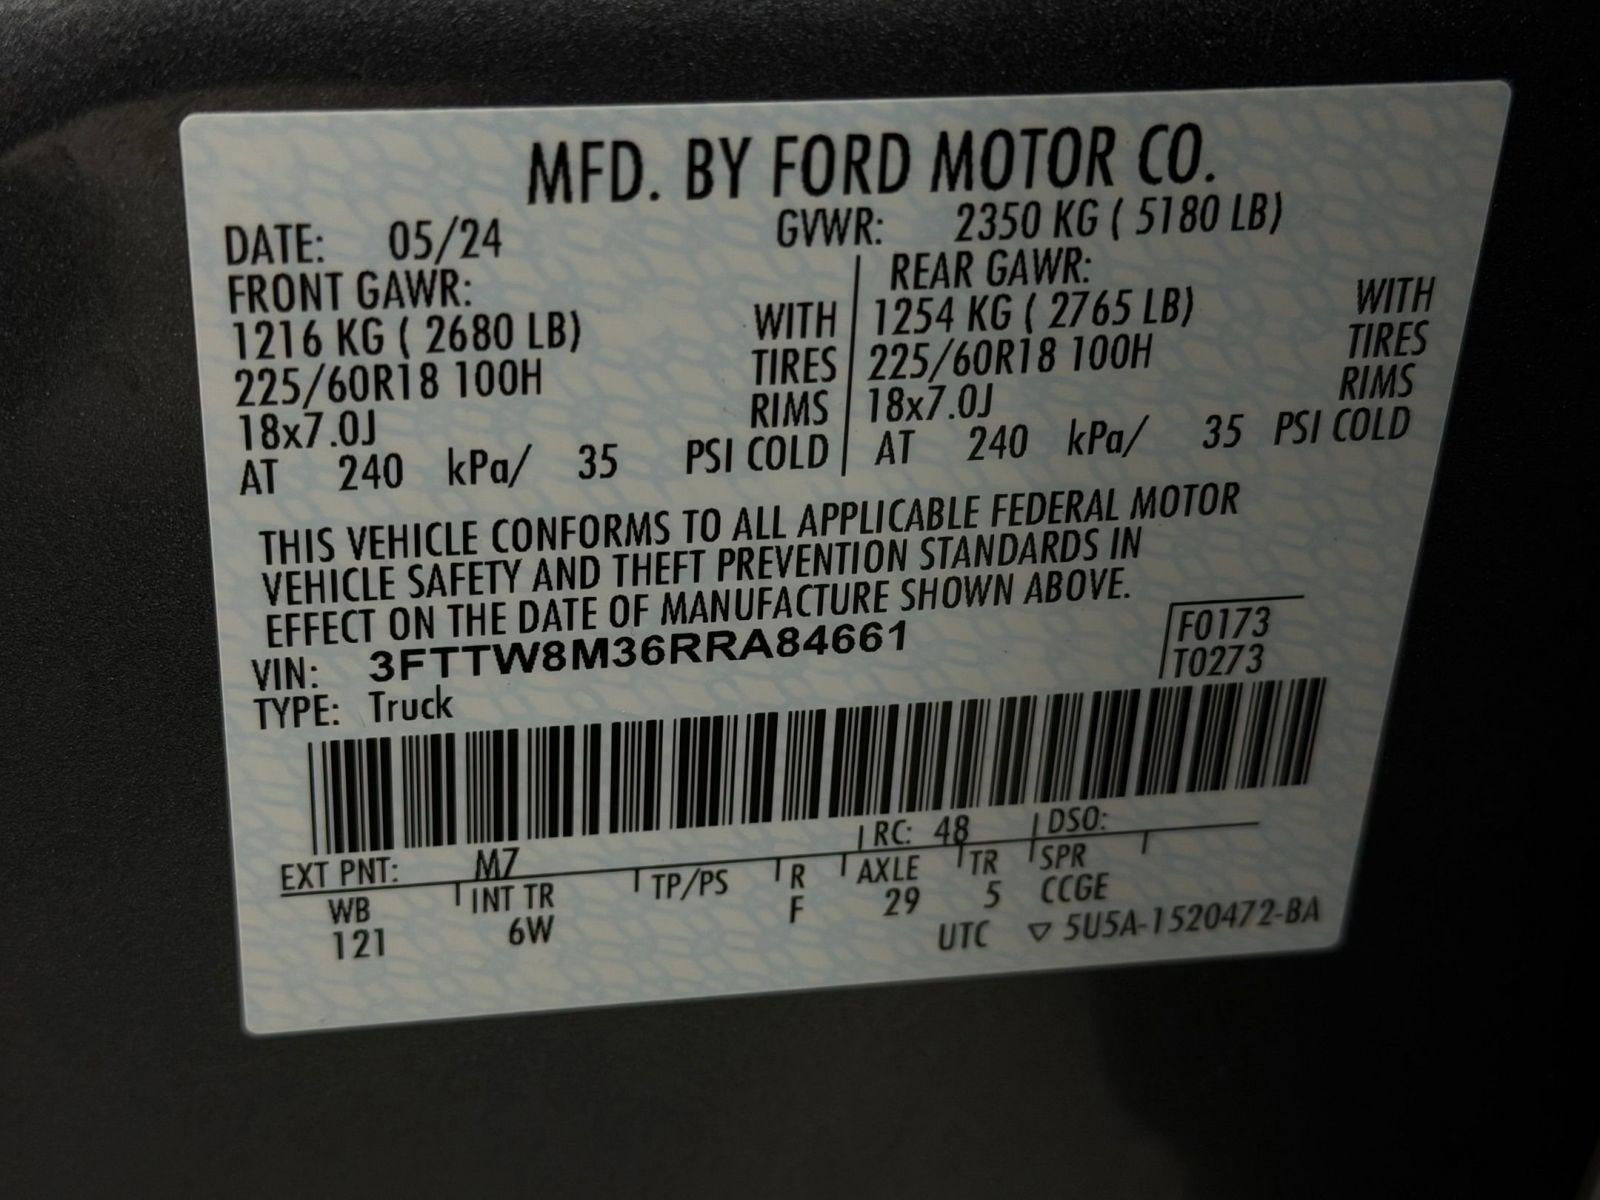 MFD. BY FORD MOTOR CO.
DATE: 05/24 GVWR: 2350 KG ( 5180 LB)
FRONT GAWR: REAR GAWR:
1216 KG ( 2680 LB) WITH 1254 KG ( 2765 LB) WITH
225/60R18 100H TIRES 225/60R18 100H TIRES
18x7.0J RIMS 18x7.0J RIMS
AT 240 kPa/ 35 PSI COLD AT 240 kPa/ 35 PSI COLD
THIS VEHICLE CONFORMS TO ALL APPLICABLE FEDERAL MOTOR
VEHICLE SAFETY AND THEFT PREVENTION STANDARDS IN
EFFECT ON THE DATE OF MANUFACTURE SHOWN ABOVE.
VIN: 3FTTW8M36RRA84661 F0173
TYPE: Truck T0273
EXT PNT: M7 RC: 48 DSO:
WB INT TR TP/PS R AXLE TR SPR
121 6W F 29 5 CCGE
UTC ▽ 5U5A-1520472-BA